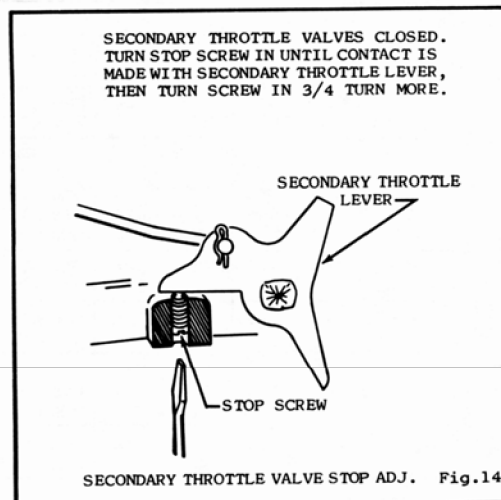 SECONDARY THROTTLE VALVES CLOSED.
TURN STOP SCREW IN UNTIL CONTACT IS
MADE WITH SECONDARY THROTTLE LEVER,
THEN TURN SCREW IN 3/4 TURN MORE.
SECONDARY THROTTLE
LEVER
STOP SCREW
SECONDARY THROTTLE VALVE STOP ADJ. Fig.14